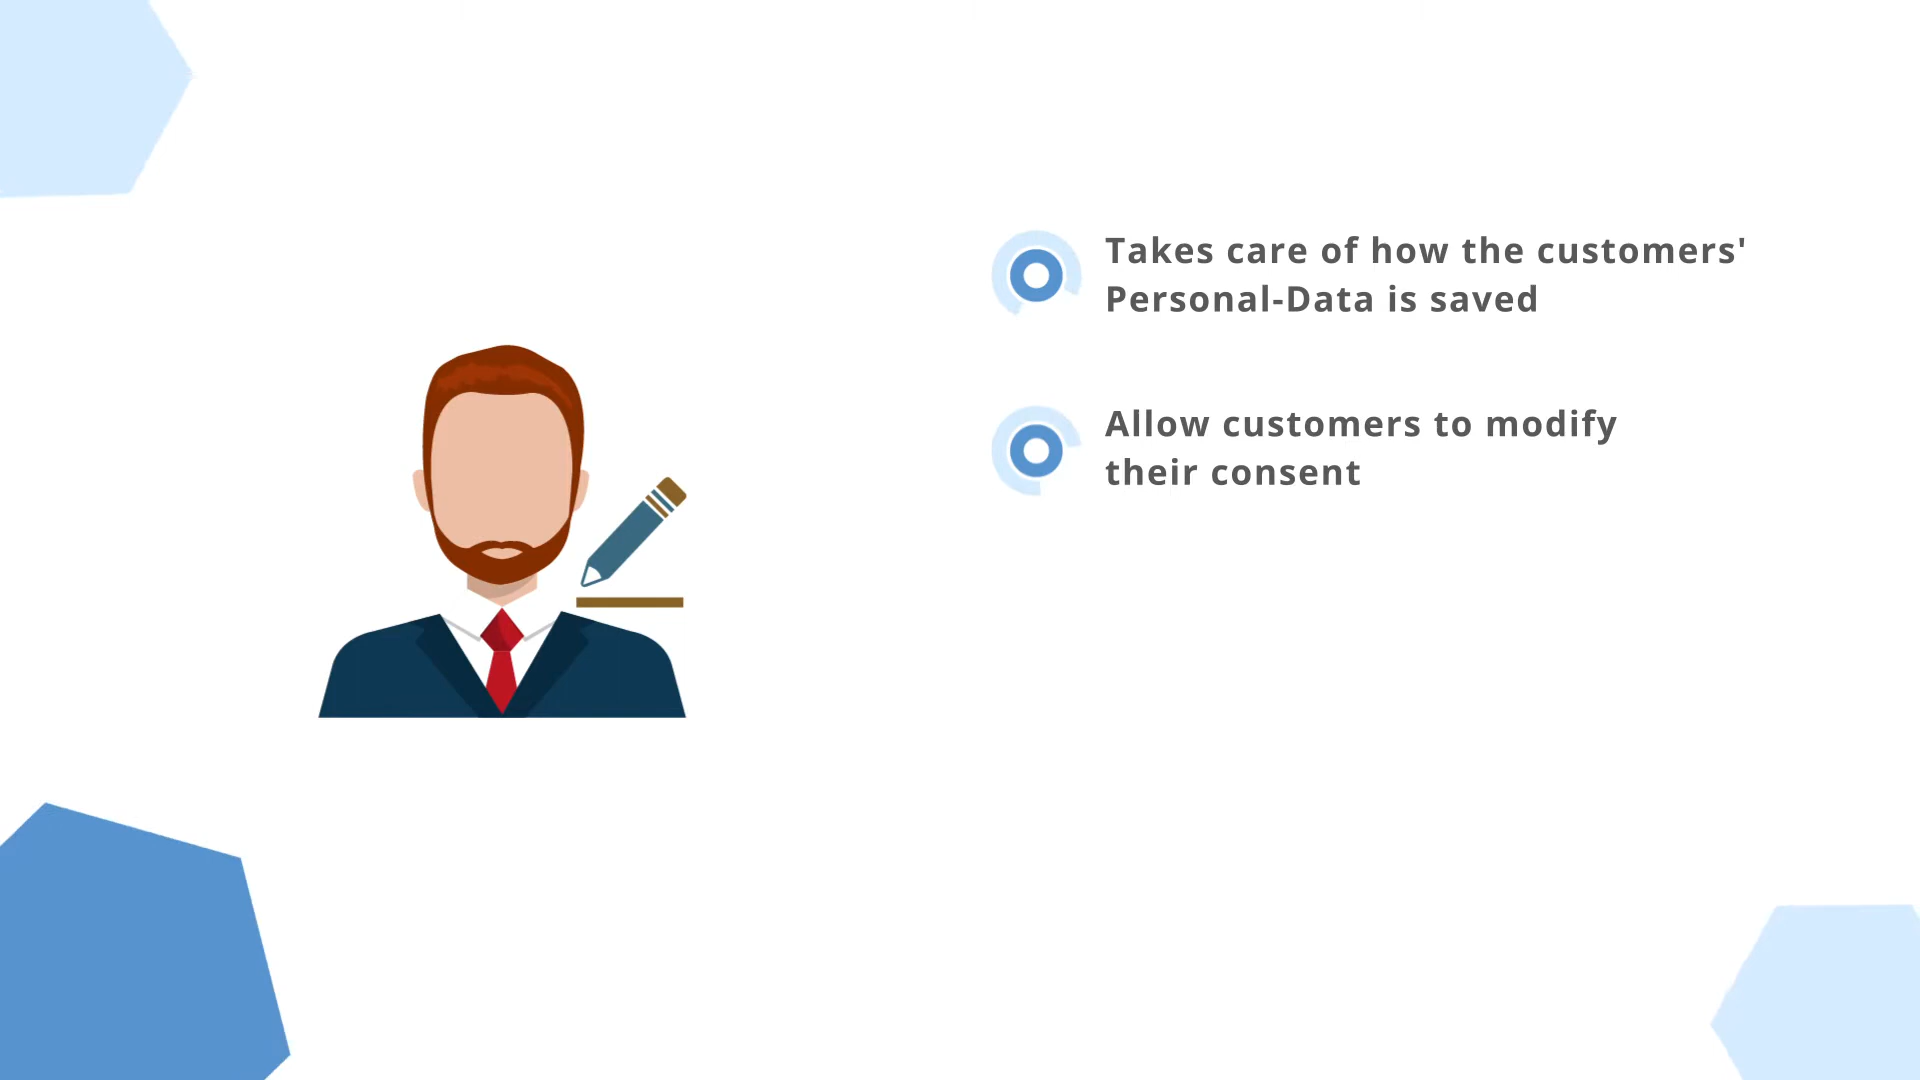 Takes care of how the customers'
Personal-Data is saved
Allow customers to modify
their consent